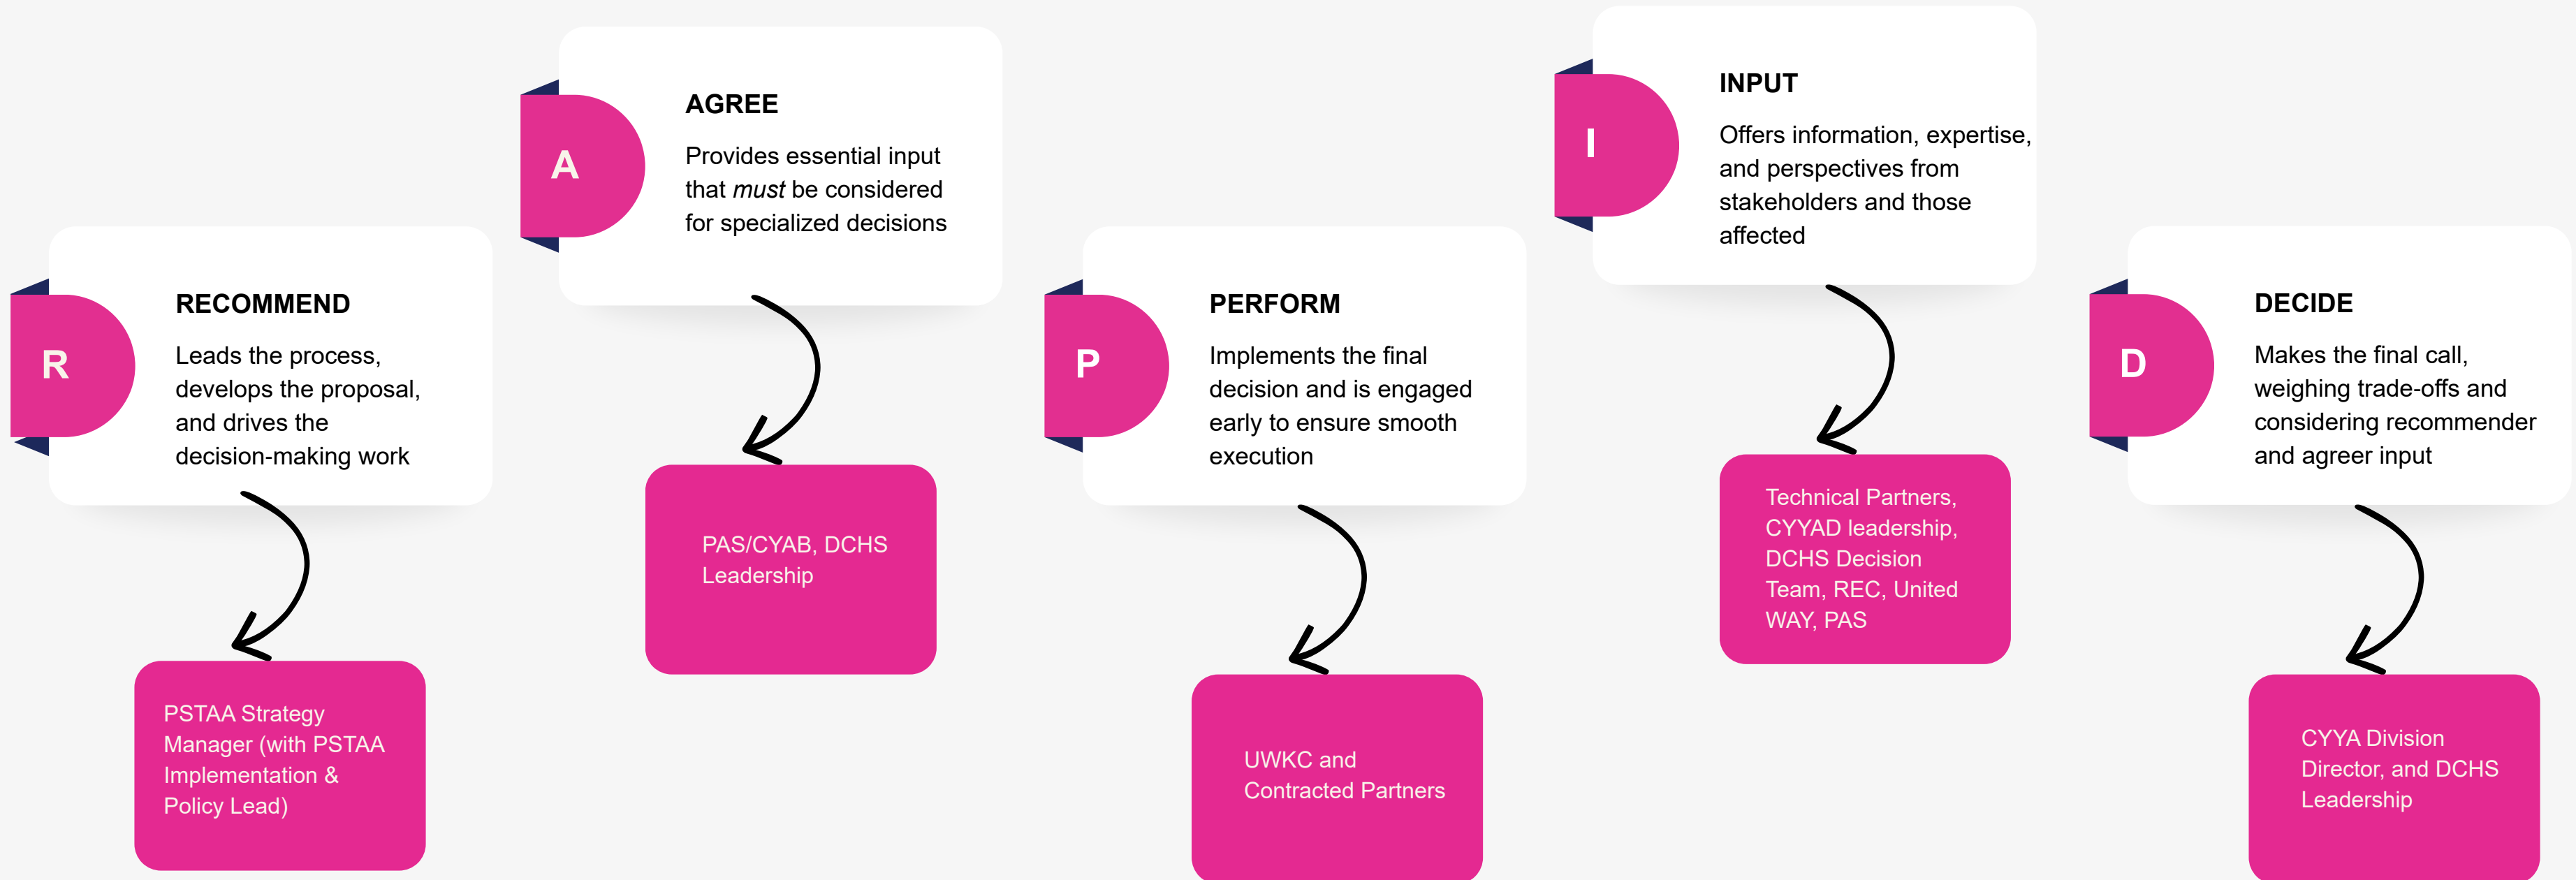 R
RECOMMEND
Leads the process,
develops the proposal,
and drives the
decision-making work
PSTAA Strategy
Manager (with PSTAA
Implementation &
Policy Lead)
A
AGREE
Provides essential input
that must be considered
for specialized decisions
PAS/CYAB, DCHS
Leadership
P
PERFORM
Implements the final
decision and is engaged
early to ensure smooth
execution
UWKC and
Contracted Partners
I
INPUT
Offers information, expertise,
and perspectives from
stakeholders and those
affected
Technical Partners,
CYYAD leadership,
DCHS Decision
Team, REC, United
WAY, PAS
D
DECIDE
Makes the final call,
weighing trade-offs and
considering recommender
and agreer input
CYYA Division
Director, and DCHS
Leadership